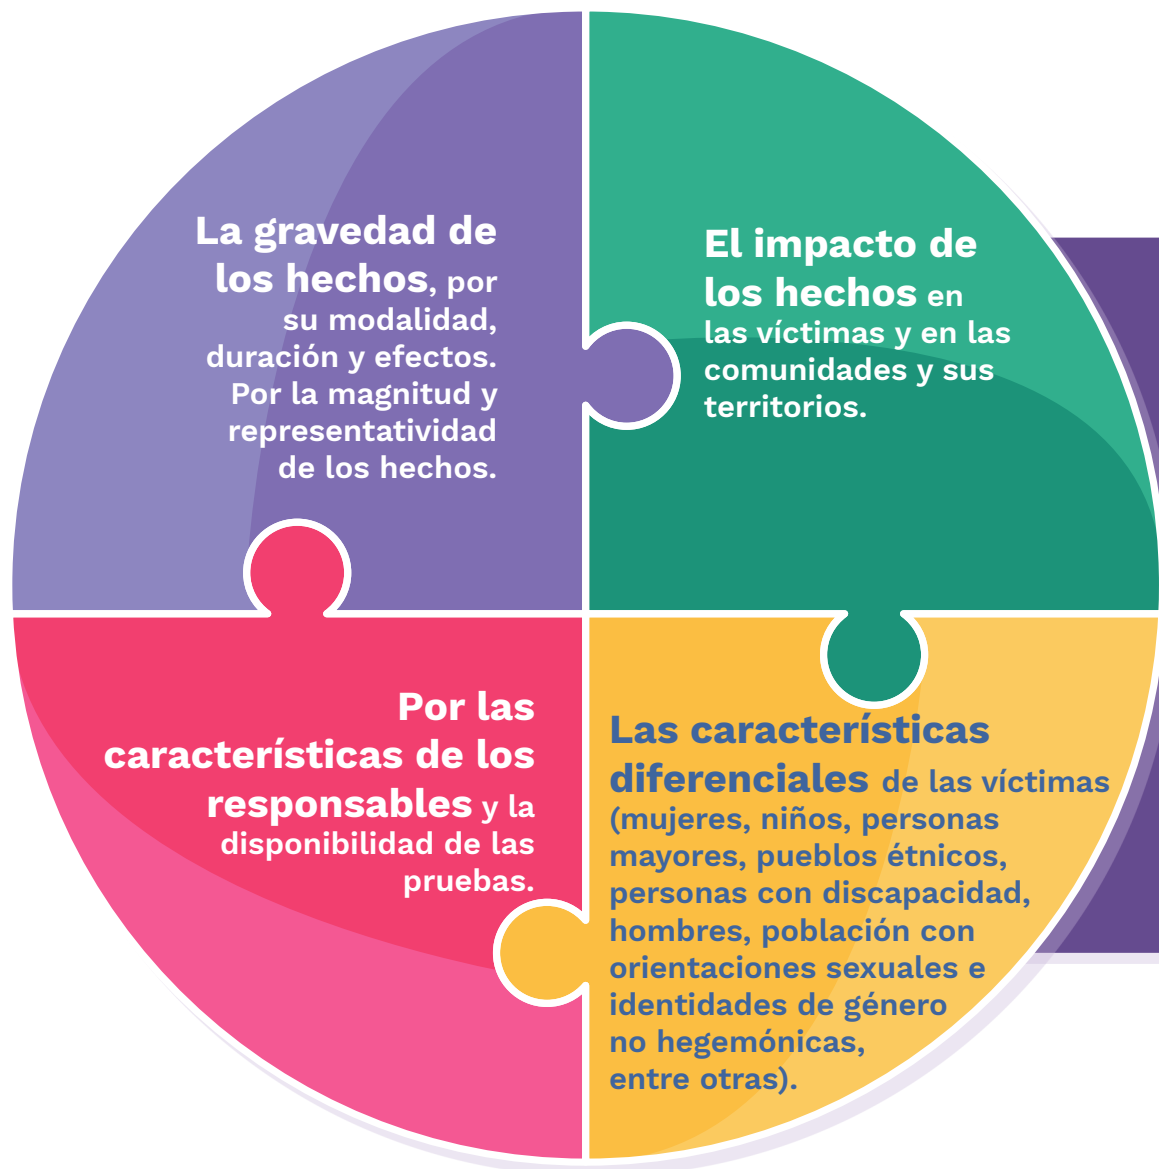 La gravedad de
los hechos, por
su modalidad,
duración y efectos.
Por la magnitud y
representatividad
de los hechos.
El impacto de
los hechos en
las víctimas y en las
comunidades y sus
territorios.
Por las
características de los
responsables y la
disponibilidad de las
pruebas.
Las características
diferenciales de las víctimas
(mujeres, niños, personas
mayores, pueblos étnicos,
personas con discapacidad,
hombres, población con
orientaciones sexuales e
identidades de género
no hegemónicas,
entre otras).